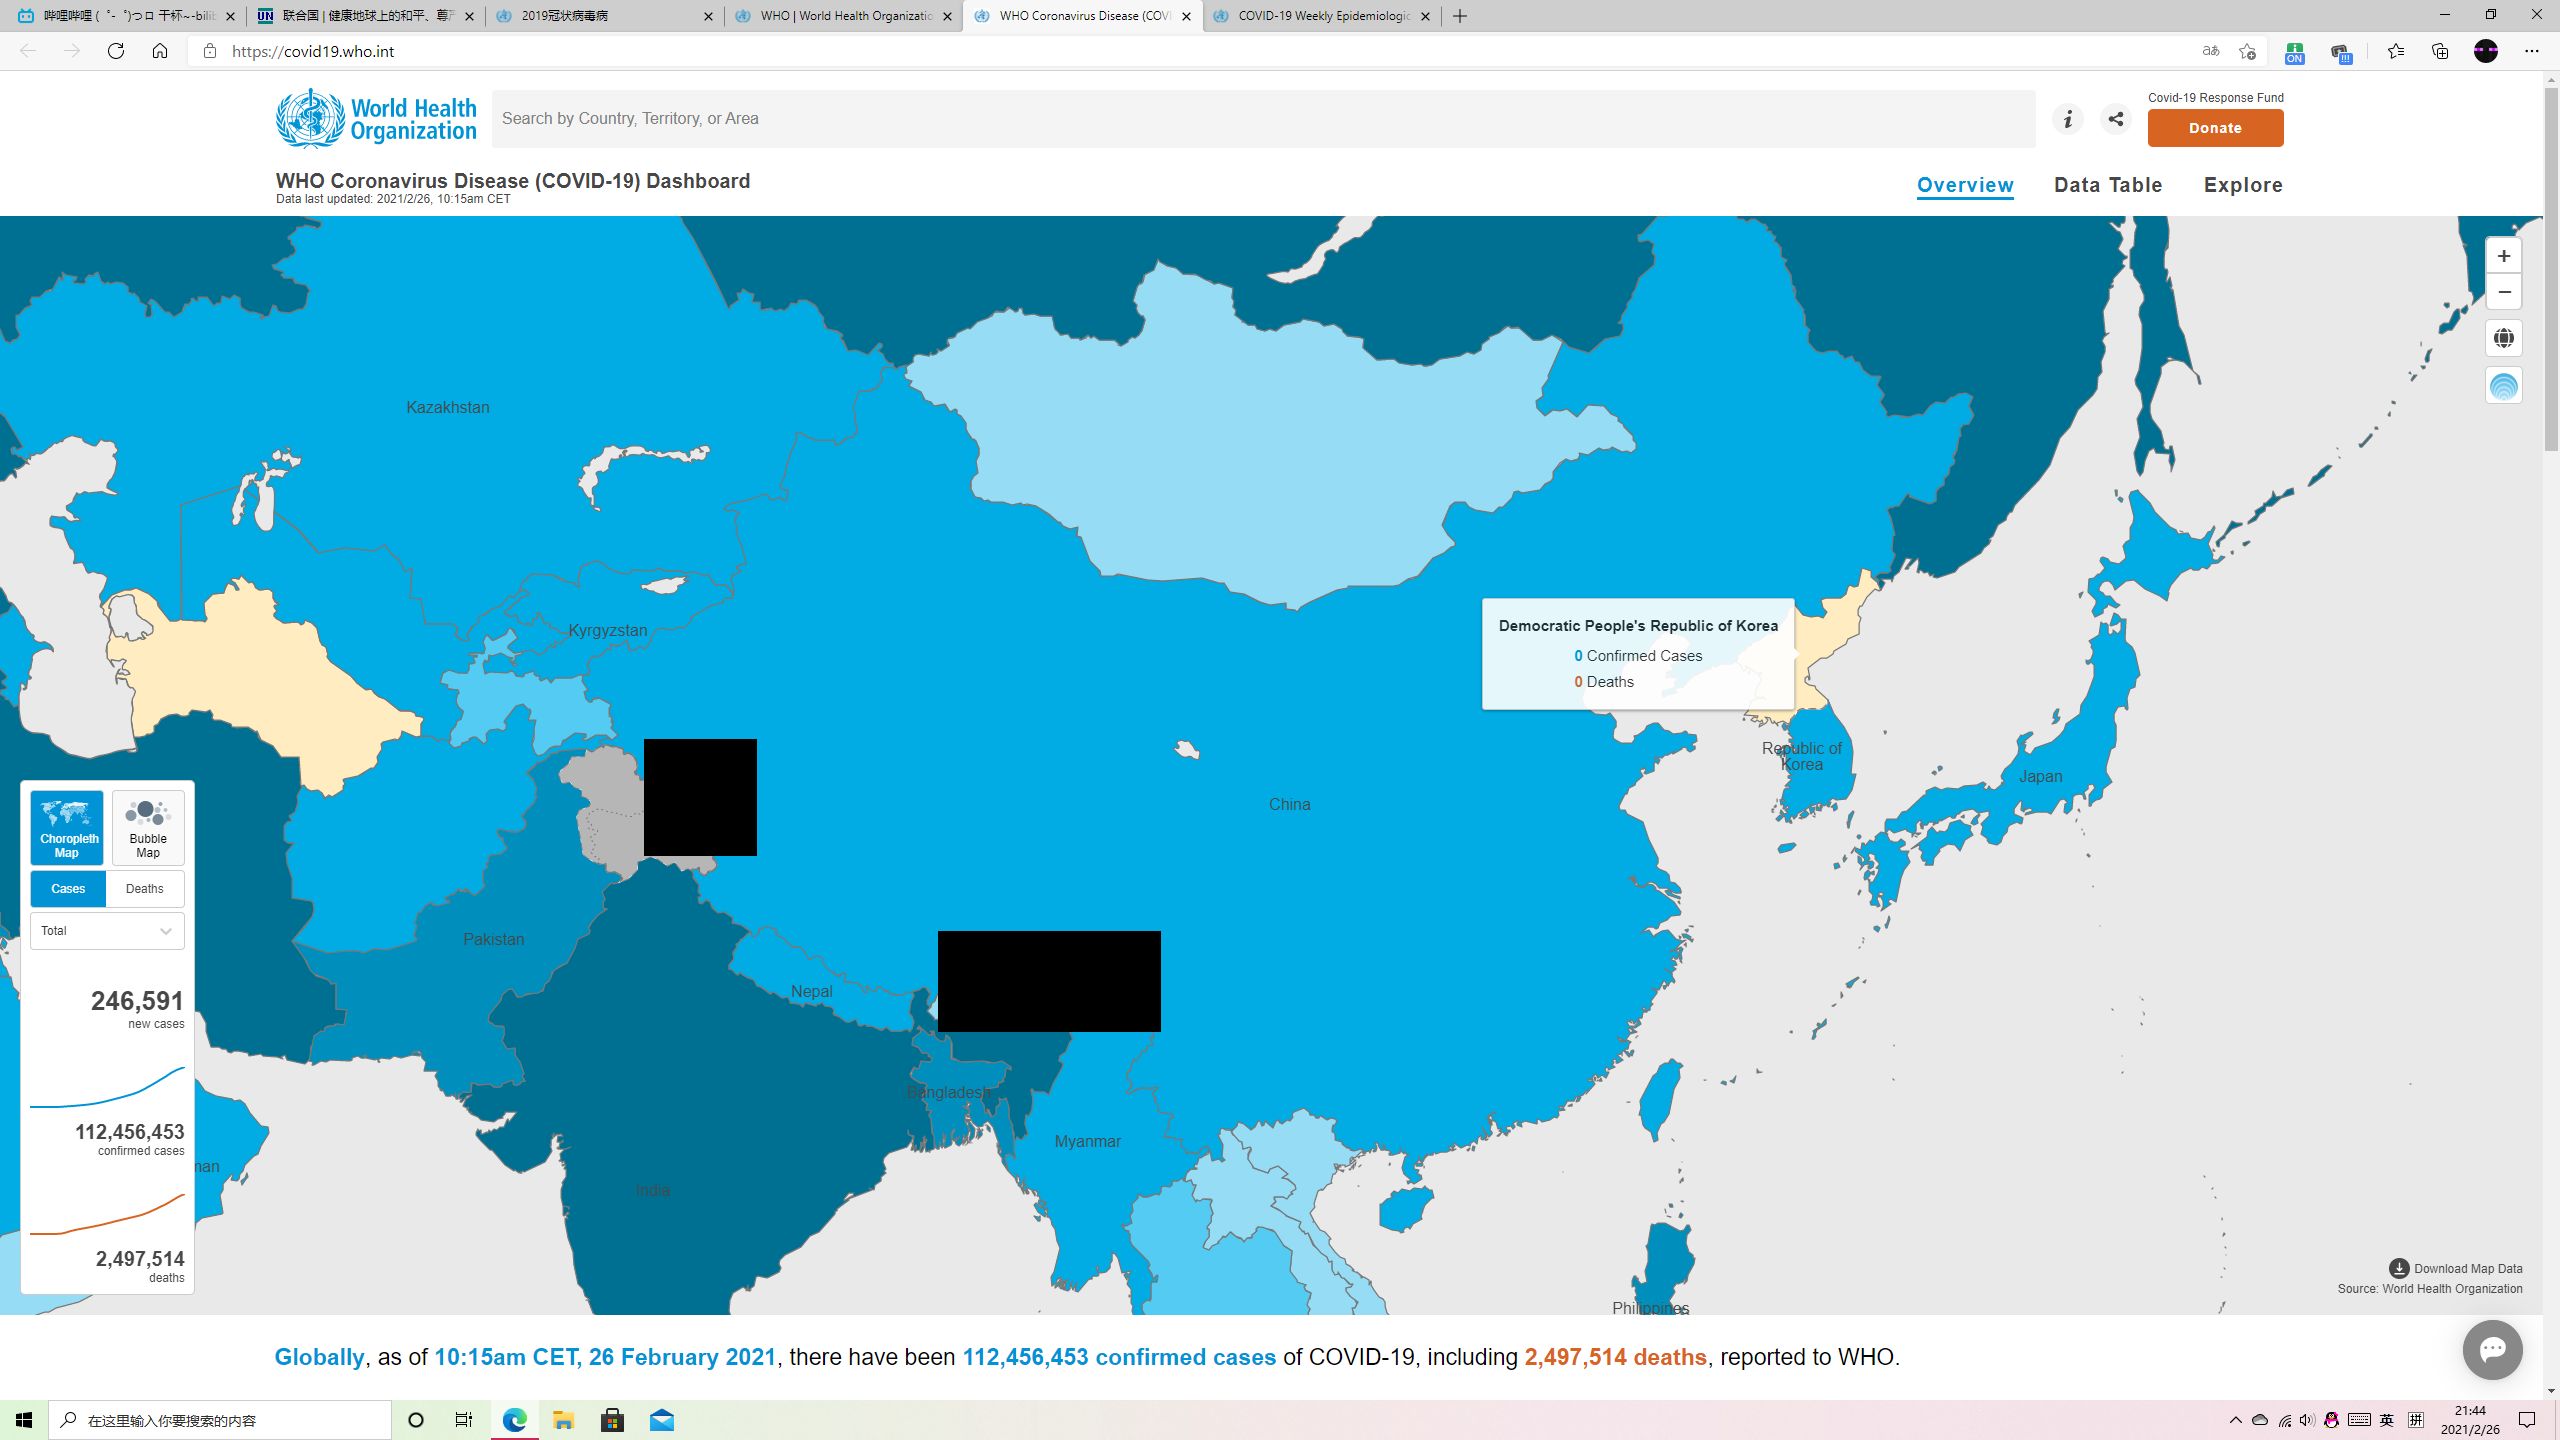 哔哩哔哩 (゜-゜)つロ 干杯~-bilib
联合国 | 健康地球上的和平、尊严
2019冠状病毒病
WHO | World Health Organizatio
WHO Coronavirus Disease (COVI
COVID-19 Weekly Epidemiologic
https://covid19.who.int
ON
World Health
Organization
Search by Country, Territory, or Area
Covid-19 Response Fund
Donate
WHO Coronavirus Disease (COVID-19) Dashboard
Data last updated: 2021/2/26, 10:15am CET
Overview
Data Table
Explore
Kazakhstan
Kyrgyzstan
Democratic People's Republic of Korea
0 Confirmed Cases
0 Deaths
Republic of
Korea
Japan
China
Pakistan
Nepal
Bangladesh
Myanmar
India
man
Philippines
Choropleth
Map
Bubble
Map
Cases
Deaths
Total
246,591
new cases
112,456,453
confirmed cases
2,497,514
deaths
Download Map Data
Source: World Health Organization
Globally, as of 10:15am CET, 26 February 2021, there have been 112,456,453 confirmed cases of COVID-19, including 2,497,514 deaths, reported to WHO.
在这里输入你要搜索的内容
英
拼
21:44
2021/2/26